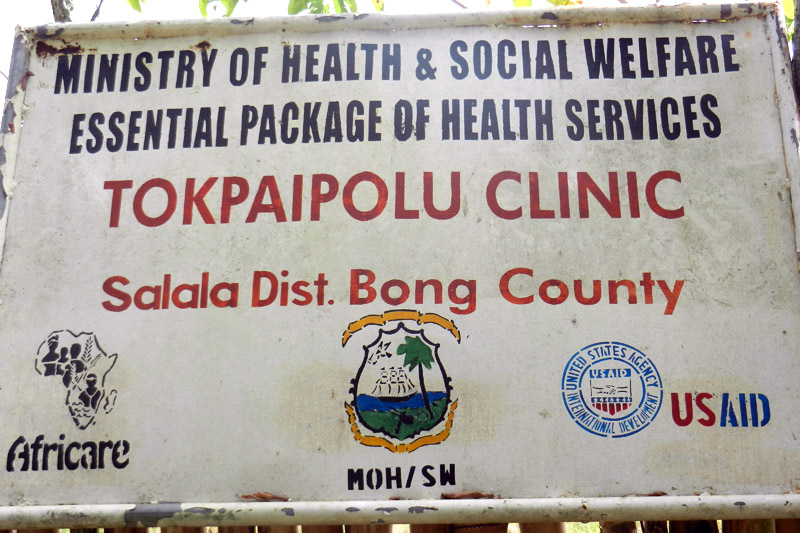 MINISTRY OF HEALTH & SOCIAL WELFARE
ESSENTIAL PACKAGE OF HEALTH SERVICES
TOKPAIPOLU CLINIC
Salala Dist. Bong County
Africare
MOH/SW
UNITED STATES AGENCY
INTERNATIONAL DEVELOPMENT
USAID
USAID